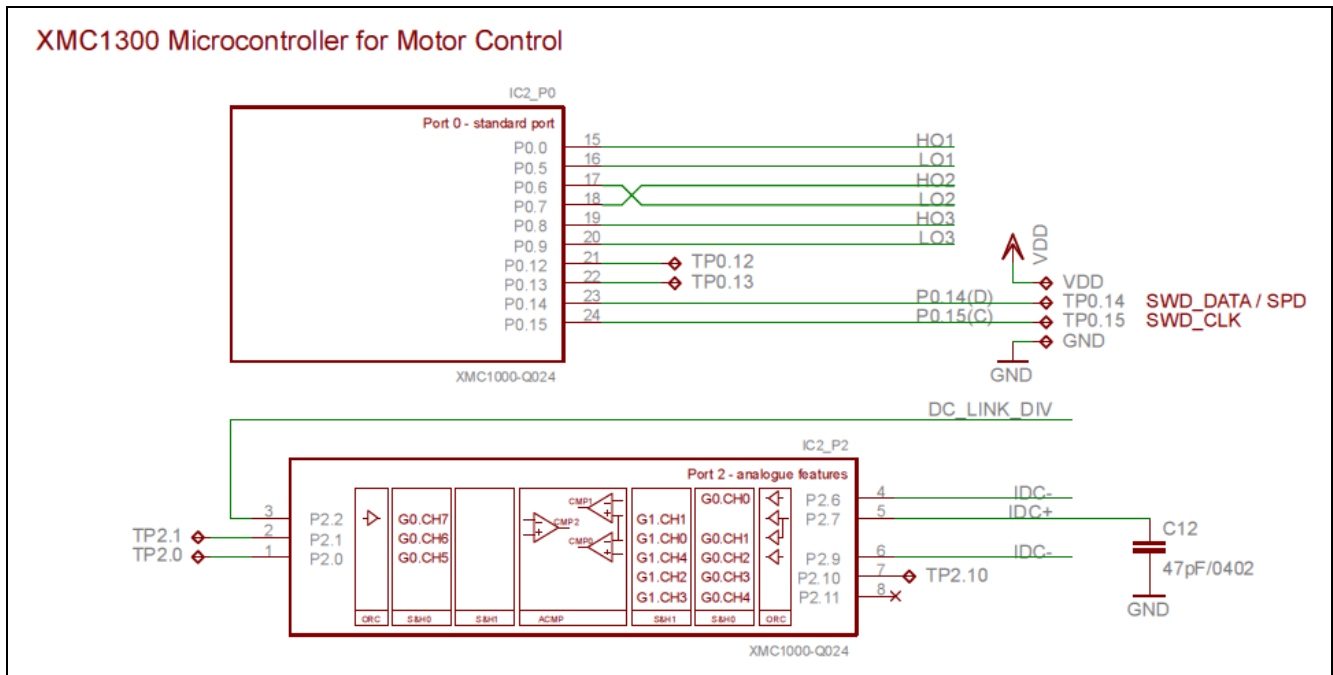 XMC1300 Microcontroller for Motor Control
IC2_P0
Port 0 - standard port
P0.0 15 HO1
P0.5 16 LO1
P0.6 17 HO2
P0.7 18 LO2
P0.8 19 HO3
P0.9 20 LO3
P0.12 21 TP0.12
P0.13 22 TP0.13
P0.14 23 P0.14(D)
P0.15 24 P0.15(C)
VDD
VDD
TP0.14 SWD_DATA / SPD
TP0.15 SWD_CLK
GND
GND
XMC1000-Q024
DC_LINK_DIV
IC2_P2
Port 2 - analogue features
3 P2.2 G0.CH7
TP2.1 2 P2.1 G0.CH6
TP2.0 1 P2.0 G0.CH5
CMP1
CMP2
CMP0
G0.CH0 P2.6 4 IDC-
G1.CH1 P2.7 5 IDC+
G1.CH0 G0.CH1
G1.CH4 G0.CH2 P2.9 6 IDC-
G1.CH2 G0.CH3 P2.10 7 TP2.10
G1.CH3 G0.CH4 P2.11 8
ORC S&H0 S&H1 ACMP S&H1 S&H0 ORC
C12
47pF/0402
GND
XMC1000-Q024